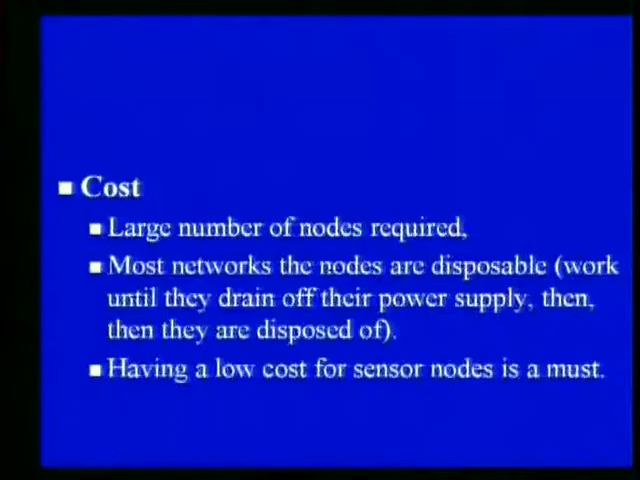 Cost
Large number of nodes required,
Most networks the nodes are disposable (work
until they drain off their power supply, then,
then they are disposed of).
Having a low cost for sensor nodes is a must.